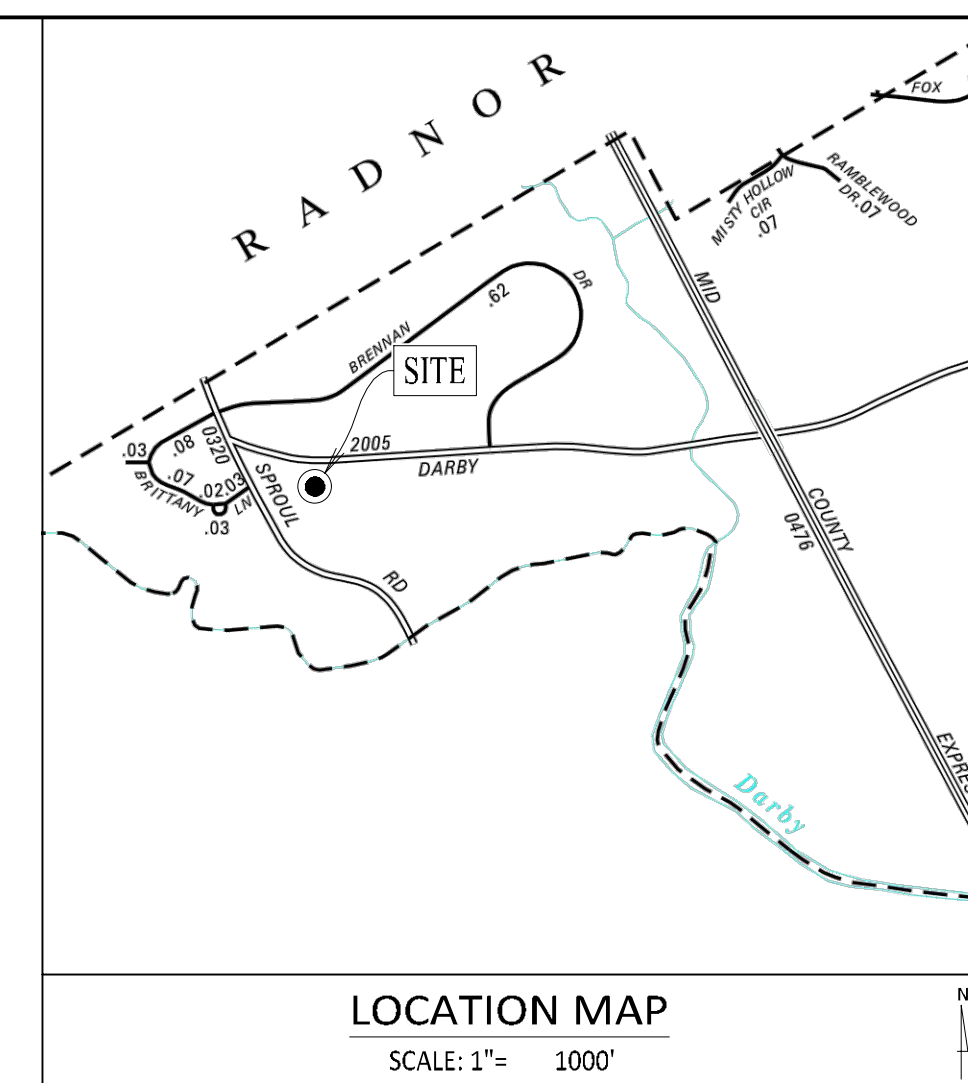 RADNOR
FOX
RAMBLEWOOD
DR.07
MISTY HOLLOW
CIR
.07
MID
DR
.62
BRENNAN
SITE
2005
DARBY
0320
.08
.03
.07
.02
.03
BRITTANY
LN
.03
SPROUL
RD
COUNTY
0476
Darby
LOCATION MAP
SCALE: 1"= 1000'
N